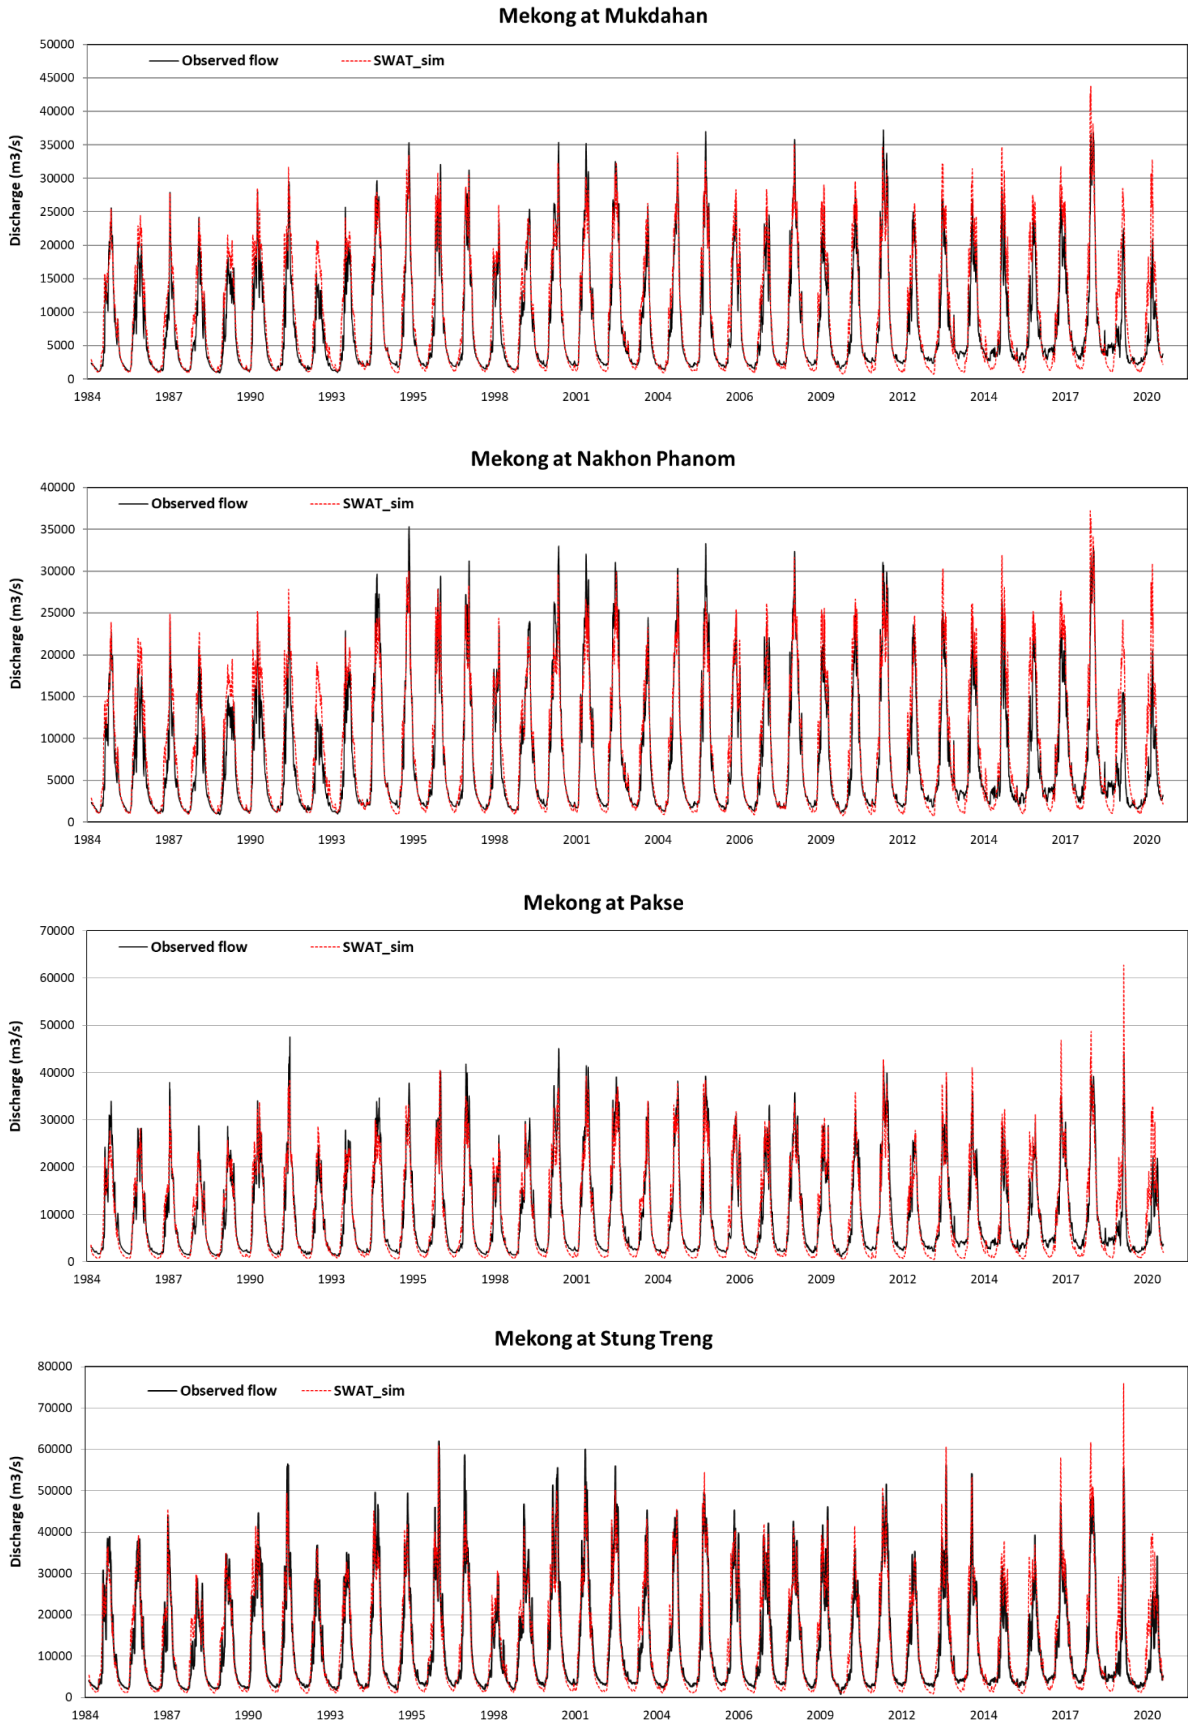 Mekong at Mukdahan
50000
45000
40000
35000
30000
25000
20000
15000
10000
5000
0
Discharge (m3/s)
Observed flow SWAT_sim
1984 1987 1990 1993 1995 1998 2001 2004 2006 2009 2012 2014 2017 2020
Mekong at Nakhon Phanom
40000
35000
30000
25000
20000
15000
10000
5000
0
Discharge (m3/s)
Observed flow SWAT_sim
1984 1987 1990 1993 1995 1998 2001 2004 2006 2009 2012 2014 2017 2020
Mekong at Pakse
70000
60000
50000
40000
30000
20000
10000
0
Discharge (m3/s)
Observed flow SWAT_sim
1984 1987 1990 1993 1995 1998 2001 2004 2006 2009 2012 2014 2017 2020
Mekong at Stung Treng
80000
70000
60000
50000
40000
30000
20000
10000
0
Discharge (m3/s)
Observed flow SWAT_sim
1984 1987 1990 1993 1995 1998 2001 2004 2006 2009 2012 2014 2017 2020